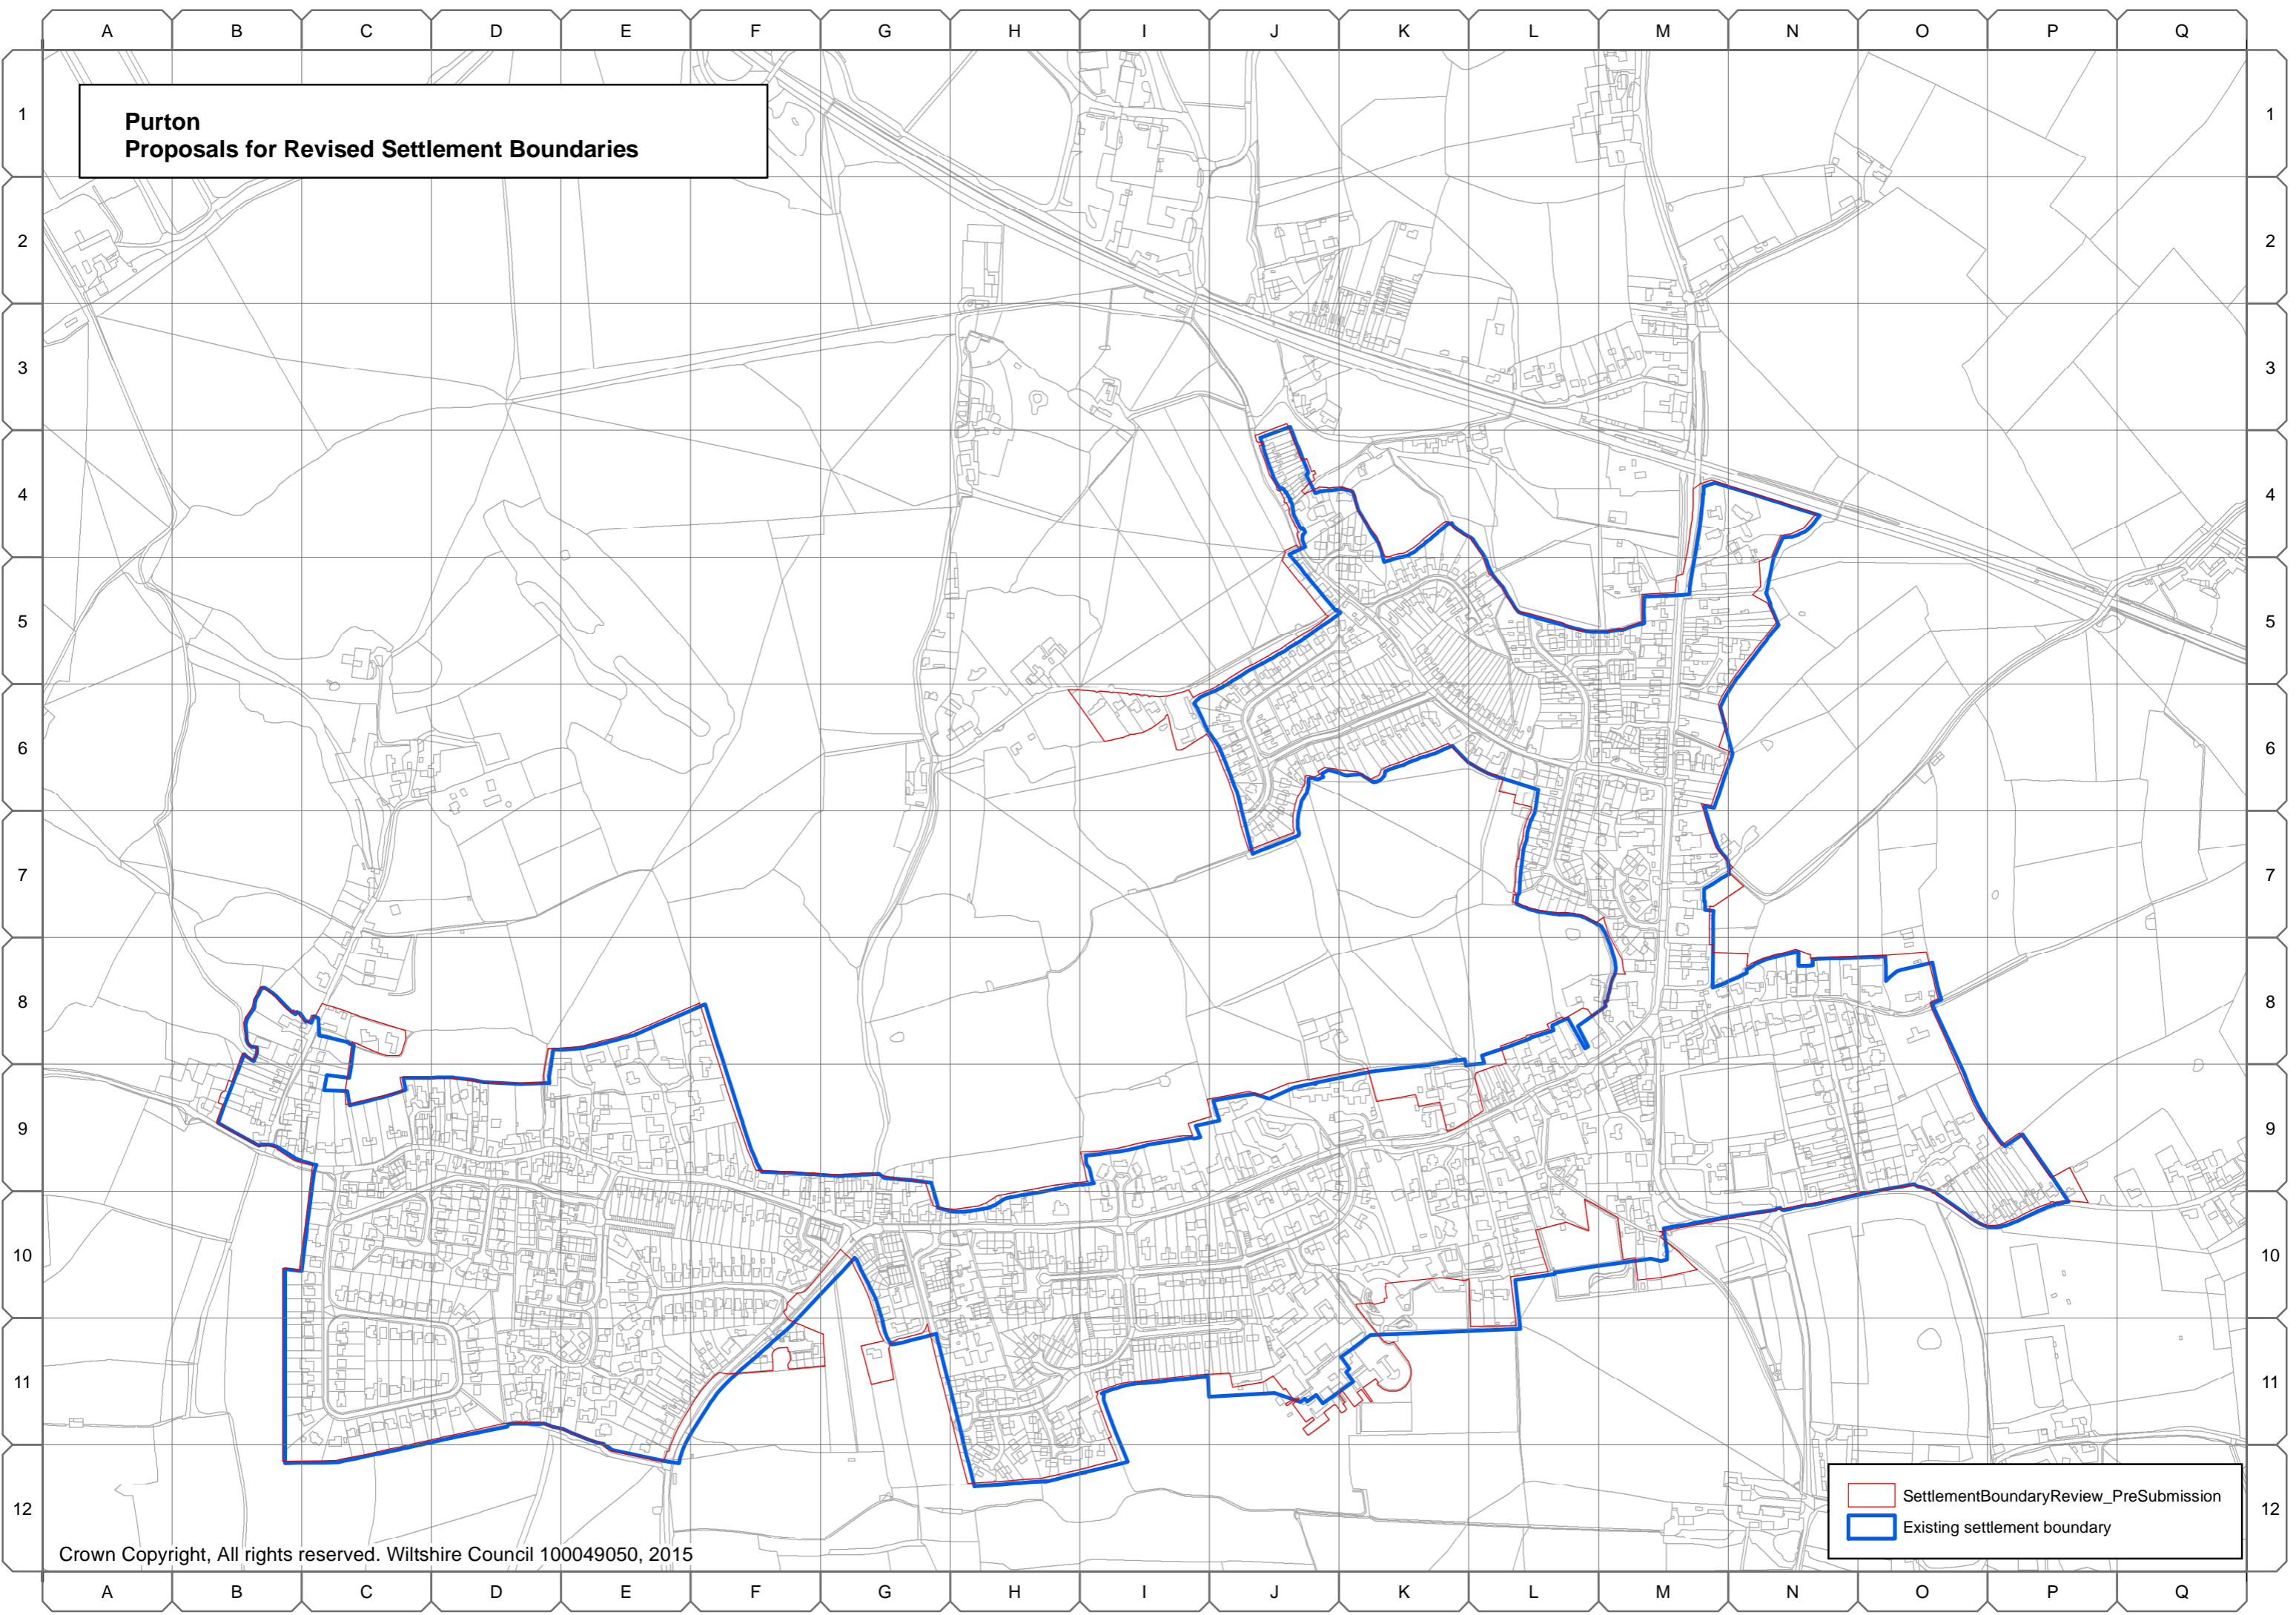 A B C D E F G H I J K L M N O P Q
1 1
Purton
Proposals for Revised Settlement Boundaries
2 2
3 3
4 4
5 5
6 6
7 7
8 8
9 9
10 10
11 11
SettlementBoundaryReview_PreSubmission
12 12
Existing settlement boundary
Crown Copyright, All rights reserved. Wiltshire Council 100049050, 2015
A B C D E F G H I J K L M N O P Q